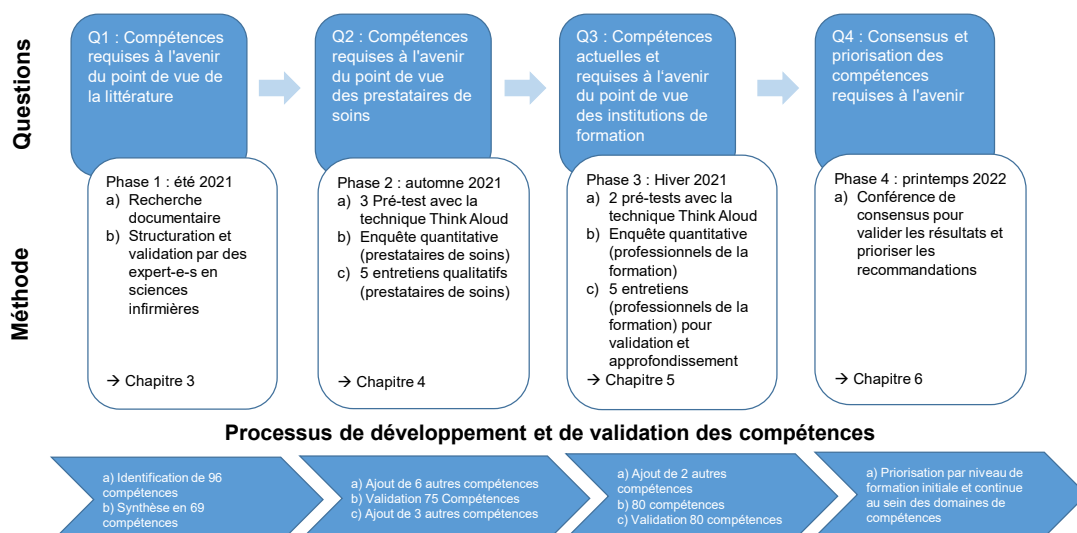 Questions
Q1 : Compétences
requises à l'avenir
du point de vue de
la littérature
Q2 : Compétences
requises à l'avenir
du point de vue
des prestataires de
soins
Q3 : Compétences
actuelles et
requises à l'avenir
du point de vue
des institutions de
formation
Q4 : Consensus et
priorisation des
compétences
requises à l'avenir
Méthode
Phase 1 : été 2021
a) Recherche
documentaire
b) Structuration et
validation par des
expert-e-s en
sciences
infirmières
→ Chapitre 3
Phase 2 : automne 2021
a) 3 Pré-test avec la
technique Think Aloud
b) Enquête quantitative
(prestataires de soins)
c) 5 entretiens qualitatifs
(prestataires de soins)
→ Chapitre 4
Phase 3 : Hiver 2021
a) 2 pré-tests avec la
technique Think Aloud
b) Enquête quantitative
(professionnels de la
formation)
c) 5 entretiens
(professionnels de la
formation) pour
validation et
approfondissement
→ Chapitre 5
Phase 4 : printemps 2022
a) Conférence de
consensus pour
valider les résultats et
prioriser les
recommandations
→ Chapitre 6
Processus de développement et de validation des compétences
a) Identification de 96
compétences
b) Synthèse en 69
compétences
a) Ajout de 6 autres compétences
b) Validation 75 Compétences
c) Ajout de 3 autres compétences
a) Ajout de 2 autres
compétences
b) 80 compétences
c) Validation 80 compétences
a) Priorisation par niveau de
formation initiale et continue
au sein des domaines de
compétences